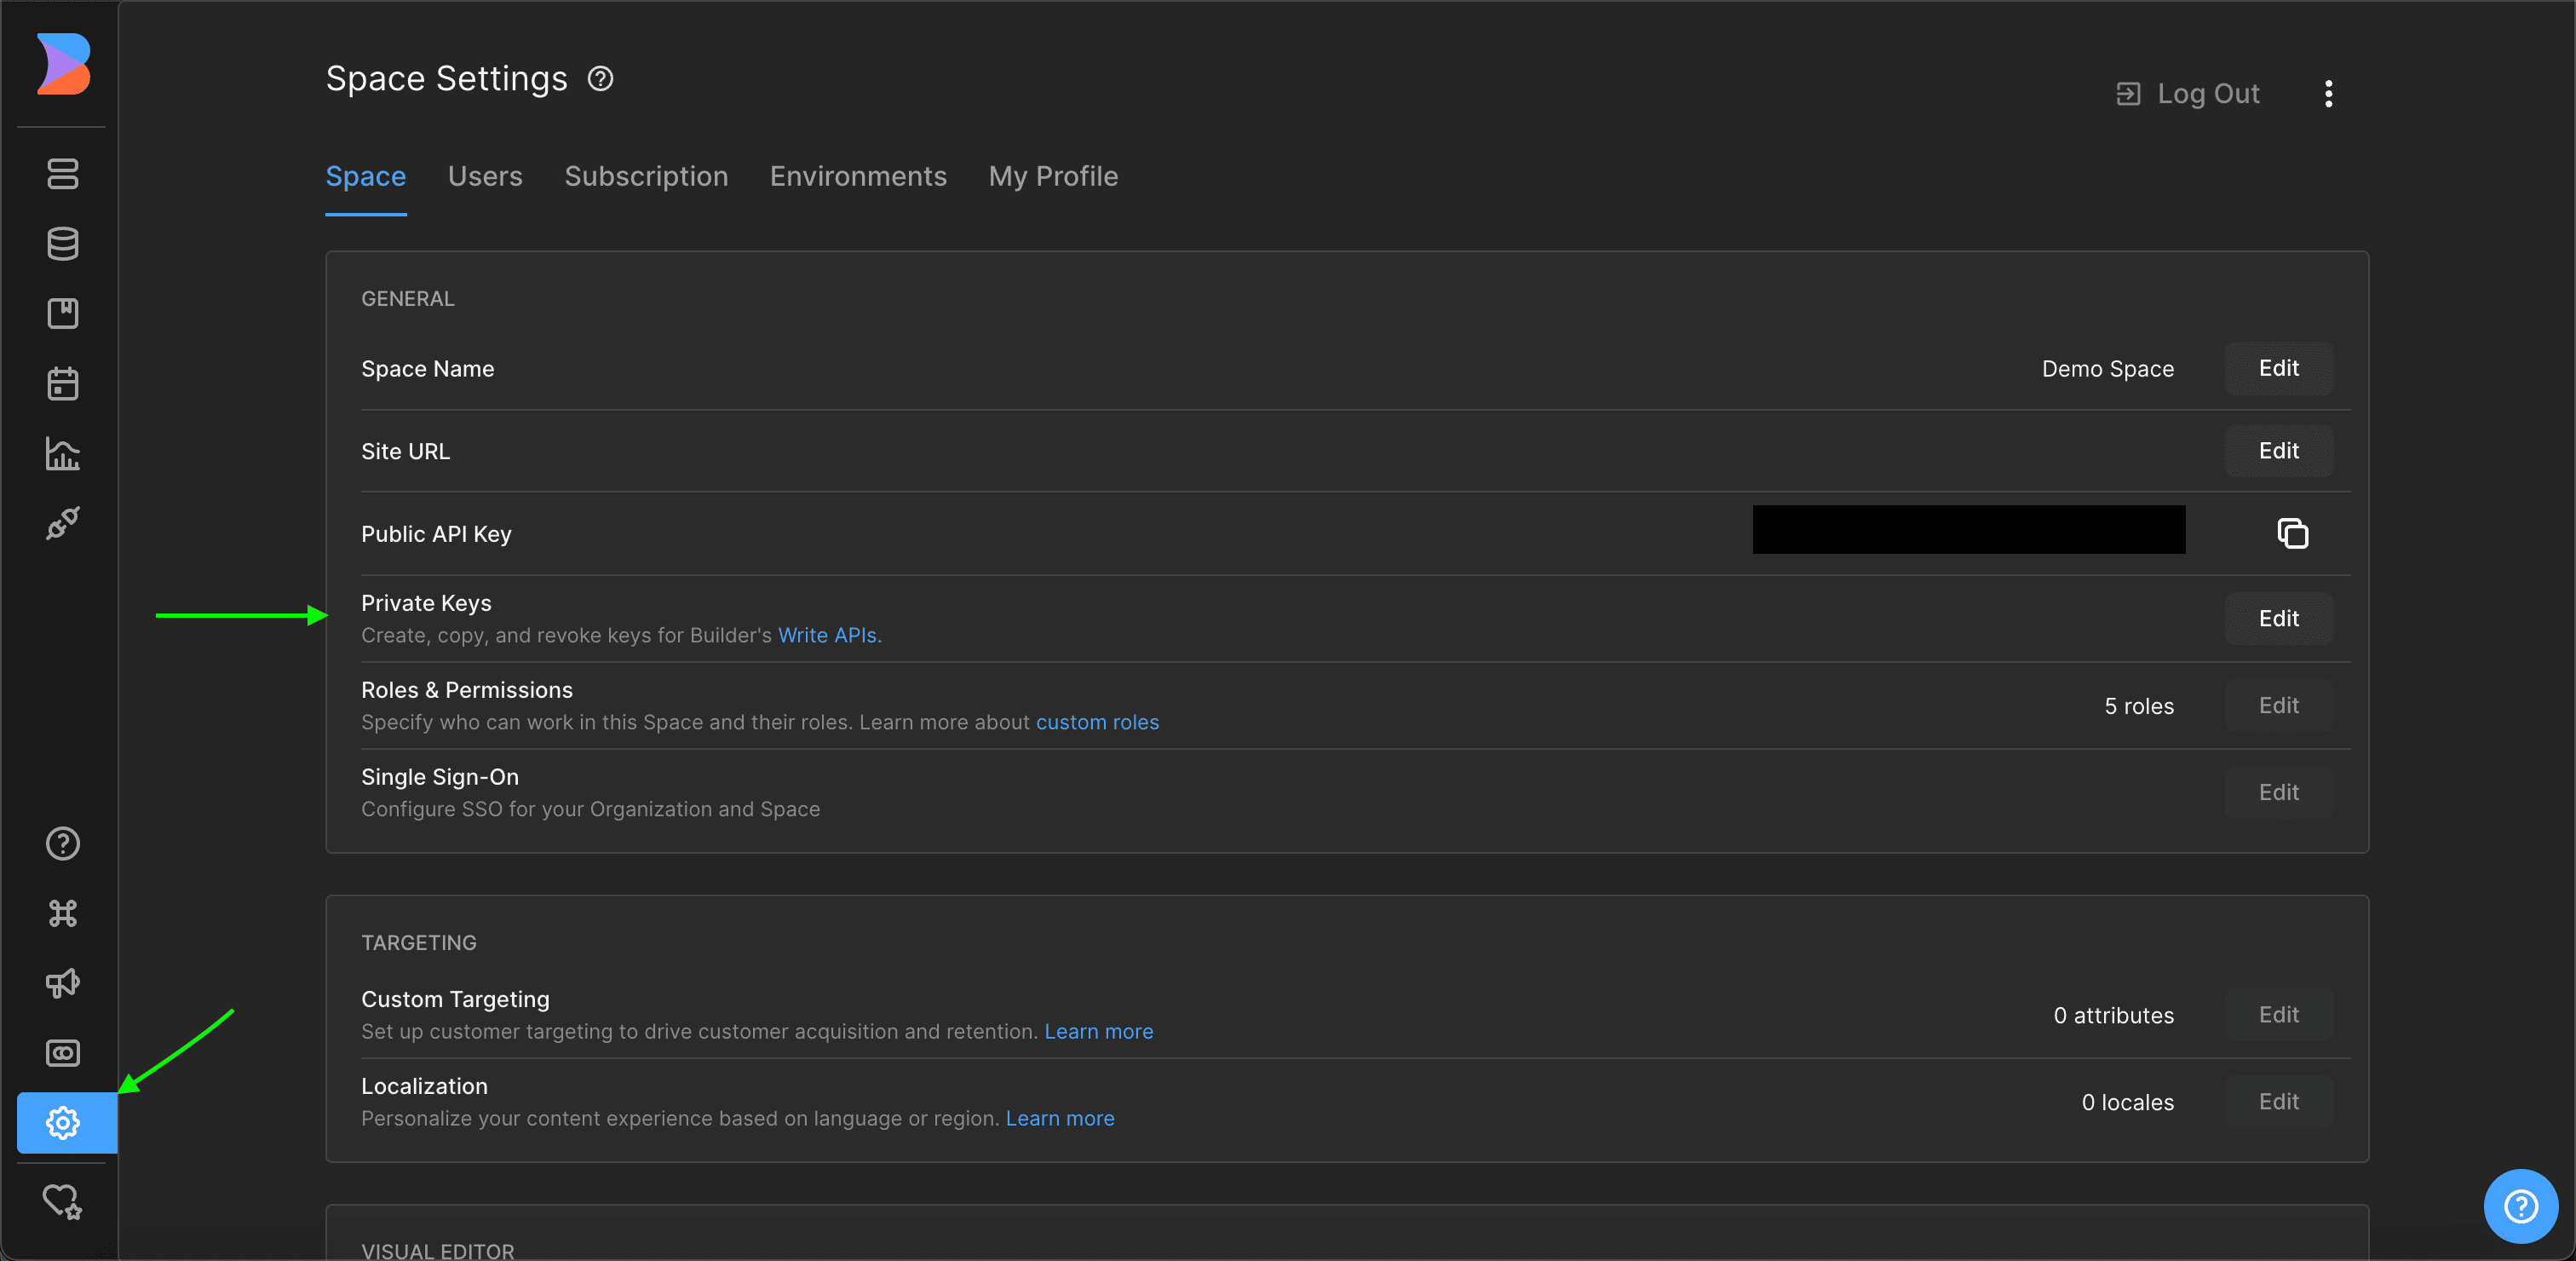 Space Settings
Log Out
Space Users Subscription Environments My Profile
GENERAL
Space Name Demo Space Edit
Site URL Edit
Public API Key
Private Keys
Create, copy, and revoke keys for Builder's Write APIs. Edit
Roles & Permissions
Specify who can work in this Space and their roles. Learn more about custom roles 5 roles Edit
Single Sign-On
Configure SSO for your Organization and Space Edit
TARGETING
Custom Targeting
Set up customer targeting to drive customer acquisition and retention. Learn more 0 attributes Edit
Localization
Personalize your content experience based on language or region. Learn more 0 locales Edit
VISUAL EDITOR